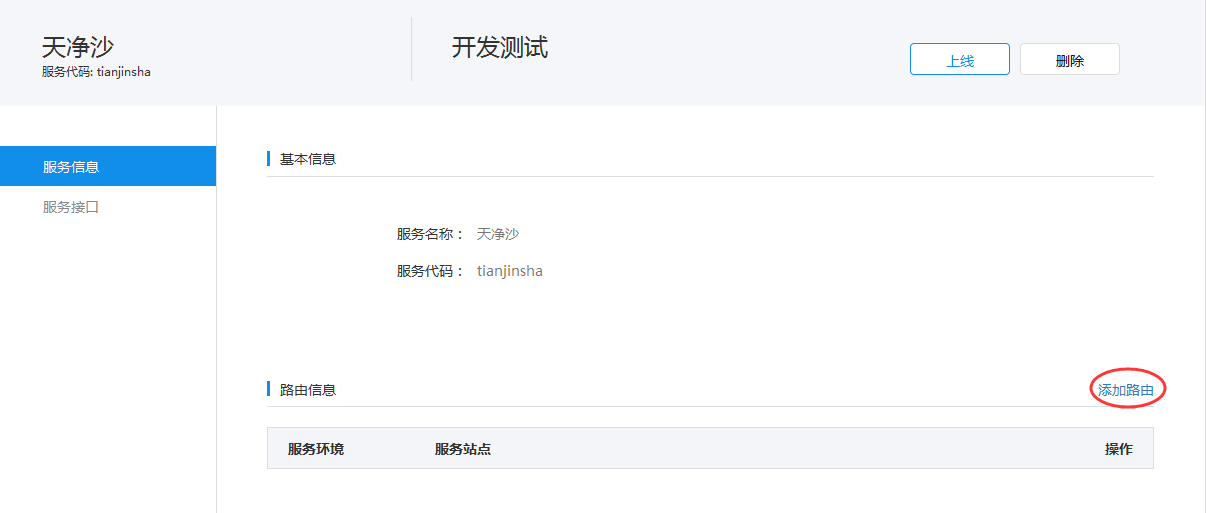 天净沙
服务代码: tianjinsha
开发测试
上线
删除
服务信息
服务接口
基本信息
服务名称： 天净沙
服务代码： tianjinsha
路由信息
添加路由
服务环境 服务站点 操作